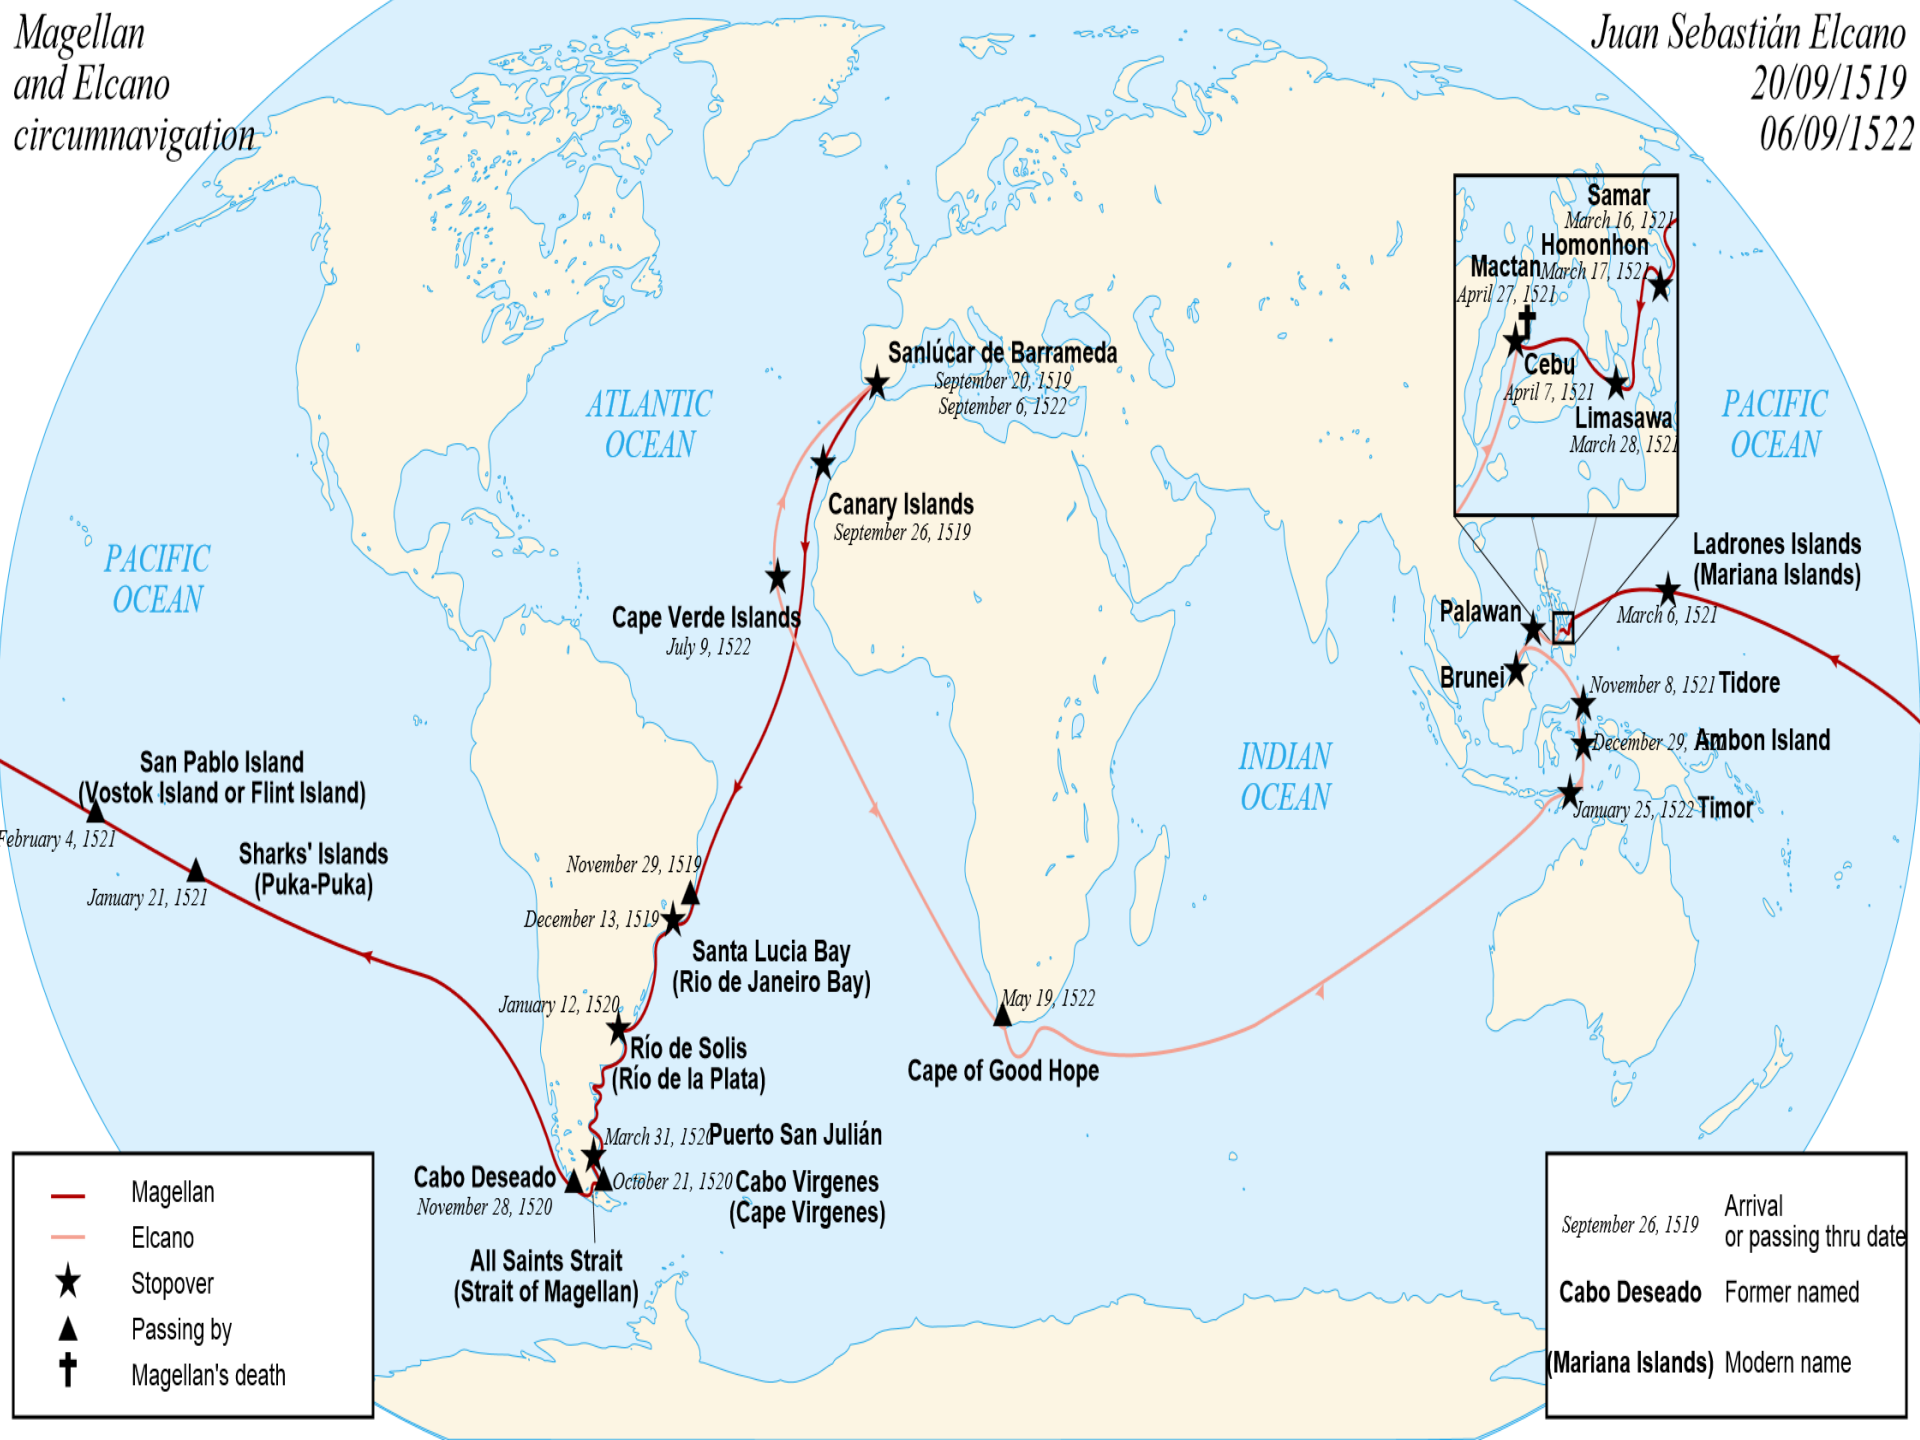 Magellan
and Elcano
circumnavigation
Juan Sebastián Elcano
20/09/1519
06/09/1522
Samar
March 16, 1521
Homonhon
March 17, 1521
Mactan
April 27, 1521
Cebu
April 7, 1521
Limasawa
March 28, 1521
Sanlúcar de Barrameda
September 20, 1519
September 6, 1522
ATLANTIC
OCEAN
PACIFIC
OCEAN
Canary Islands
September 26, 1519
PACIFIC
OCEAN
Ladrones Islands
(Mariana Islands)
March 6, 1521
Cape Verde Islands
July 9, 1522
Palawan
Brunei
November 8, 1521 Tidore
December 29, Ambon Island
January 25, 1522 Timor
INDIAN
OCEAN
San Pablo Island
(Vostok Island or Flint Island)
February 4, 1521
Sharks' Islands
(Puka-Puka)
January 21, 1521
November 29, 1519
December 13, 1519
Santa Lucia Bay
(Rio de Janeiro Bay)
January 12, 1520
Río de Solis
(Río de la Plata)
May 19, 1522
Cape of Good Hope
March 31, 1520 Puerto San Julián
Cabo Deseado
November 28, 1520
October 21, 1520 Cabo Virgenes
(Cape Virgenes)
All Saints Strait
(Strait of Magellan)
Magellan
Elcano
Stopover
Passing by
Magellan's death
September 26, 1519
Arrival
or passing thru date
Cabo Deseado Former named
(Mariana Islands) Modern name